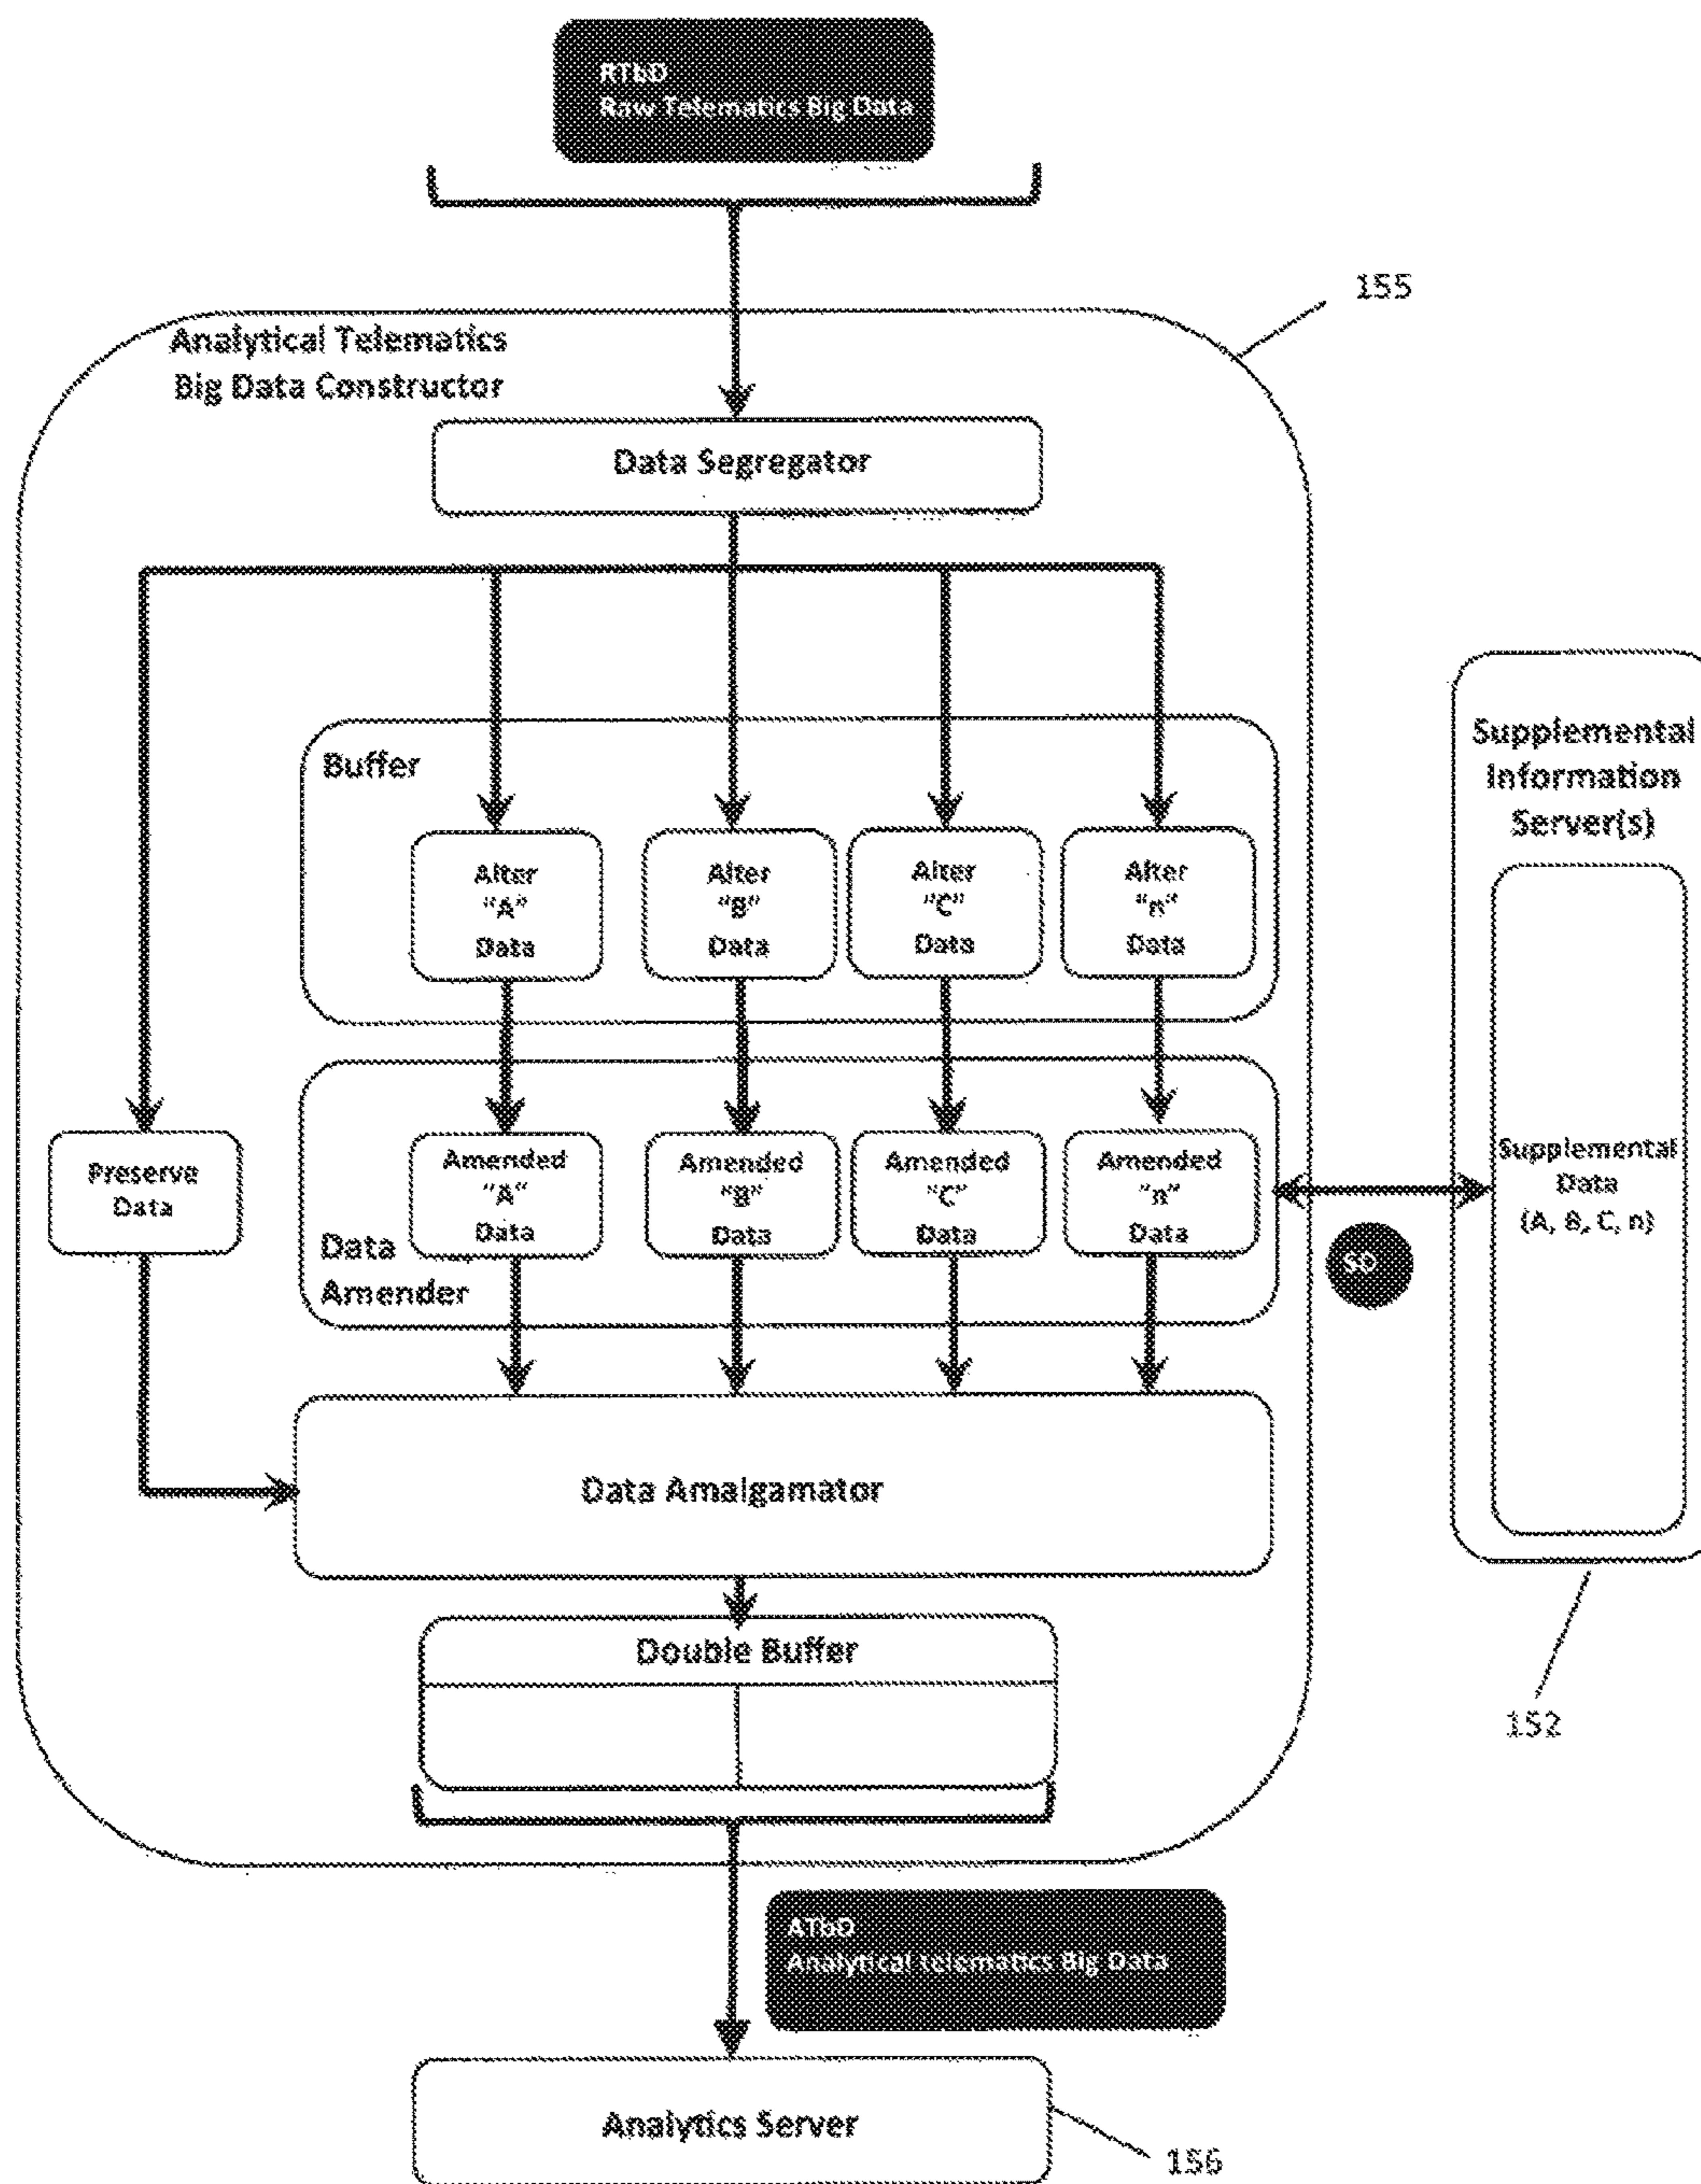 RTbD
Raw Telematics Big Data
155
Analytical Telematics
Big Data Constructor
Data Segregator
Buffer
Alter
"A"
Data
Alter
"B"
Data
Alter
"C"
Data
Alter
"n"
Data
Supplemental
Information
Server(s)
Preserve
Data
Amended
"A"
Data
Amended
"B"
Data
Amended
"C"
Data
Amended
"n"
Data
Data
Amender
Supplemental
Data
(A, B, C, n)
SD
Data Amalgamator
Double Buffer
152
ATbD
Analytical telematics Big Data
Analytics Server
156